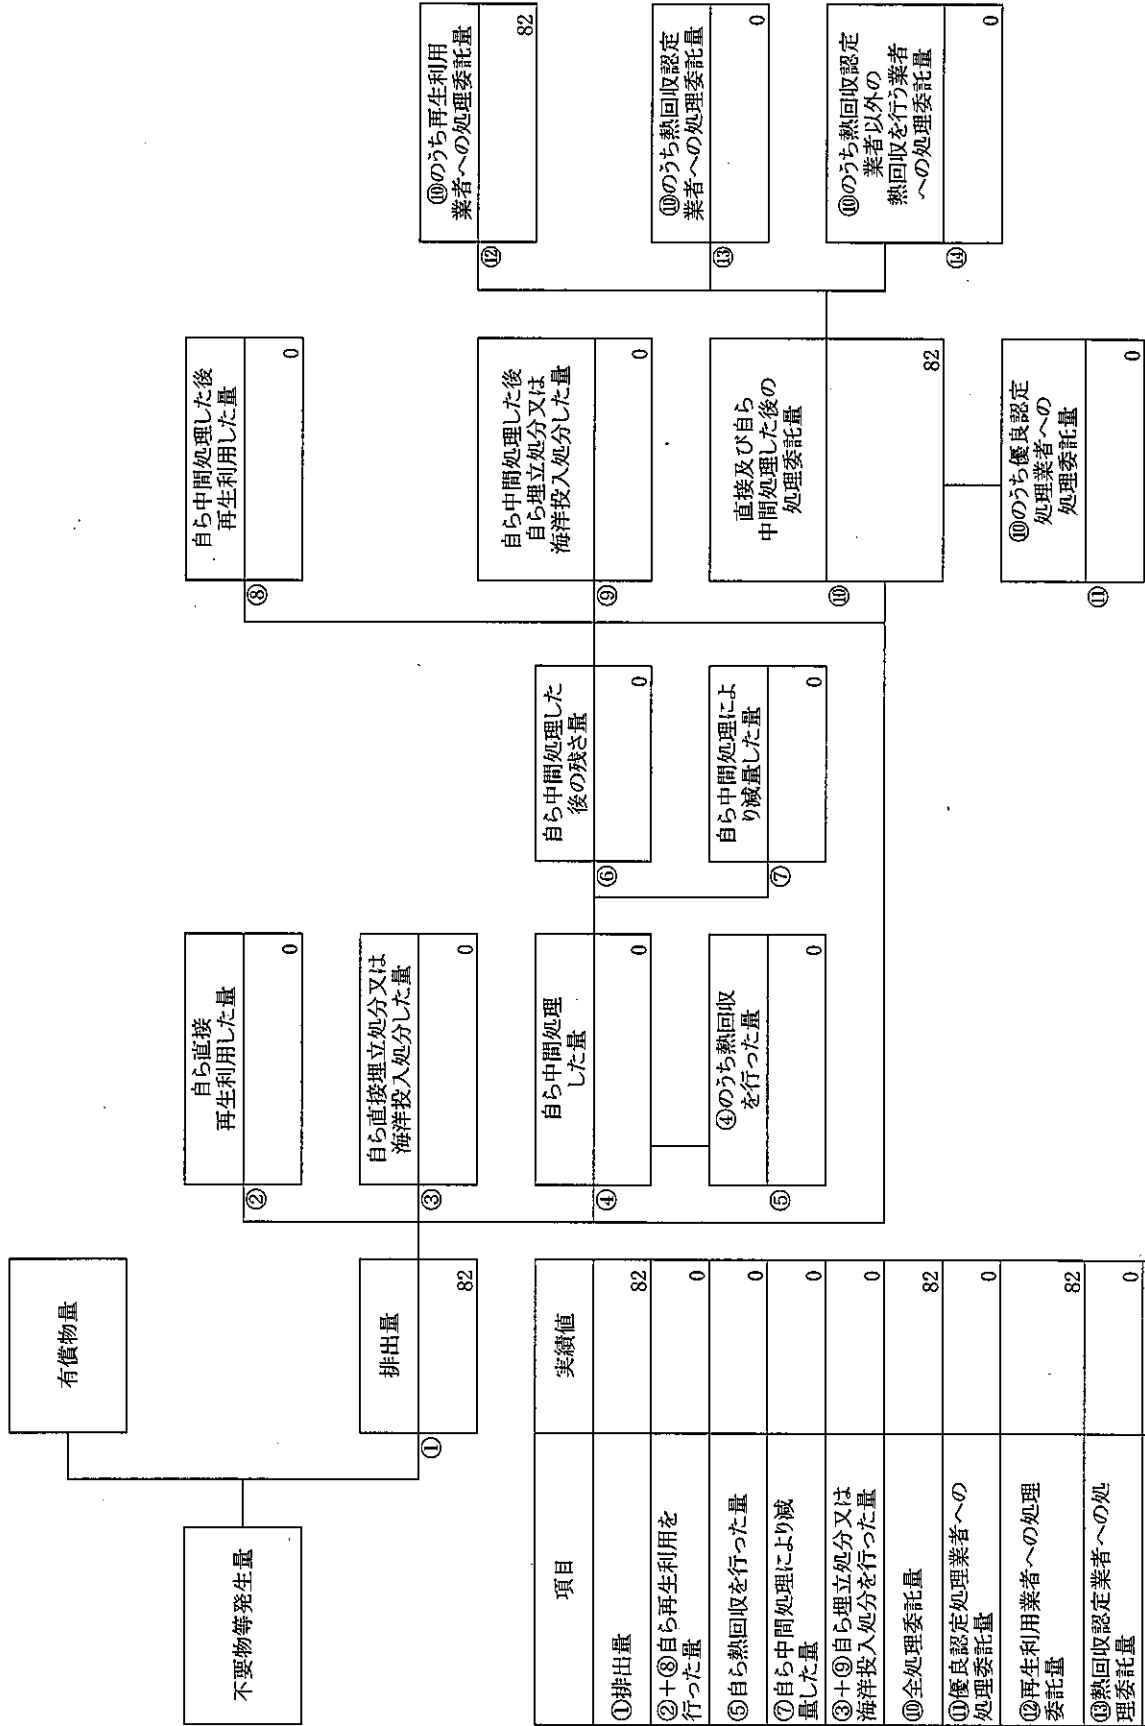 不要物等発生量
有償物量
①
排出量
82
②
自ら直接
再生利用した量
0
③
自ら直接埋立処分又は
海洋投入処分した量
0
④
自ら中間処理
した量
0
⑤
④のうち熱回収
を行った量
0
⑥
自ら中間処理した
後の残さ量
0
⑦
自ら中間処理によ
り減量した量
0
⑧
自ら中間処理した後
再生利用した量
0
⑨
自ら中間処理した後
自ら埋立処分又は
海洋投入処分した量
0
⑩
直接及び自ら
中間処理した後の
処理委託量
82
⑪
⑩のうち優良認定
処理業者への
処理委託量
0
⑫
⑩のうち再生利用
業者への処理委託量
82
⑬
⑩のうち熱回収認定
業者への処理委託量
0
⑭
⑩のうち熱回収認定
業者以外の
熱回収を行う業者
への処理委託量
0
項目
実績値
①排出量
82
②+⑧自ら再生利用を
行った量
0
⑤自ら熱回収を行った量
0
⑦自ら中間処理により減
量した量
0
③+⑨自ら埋立処分又は
海洋投入処分を行った量
0
⑩全処理委託量
82
⑪優良認定処理業者への
処理委託量
0
⑫再生利用業者への処理
委託量
82
⑬熱回収認定業者への処
理委託量
0